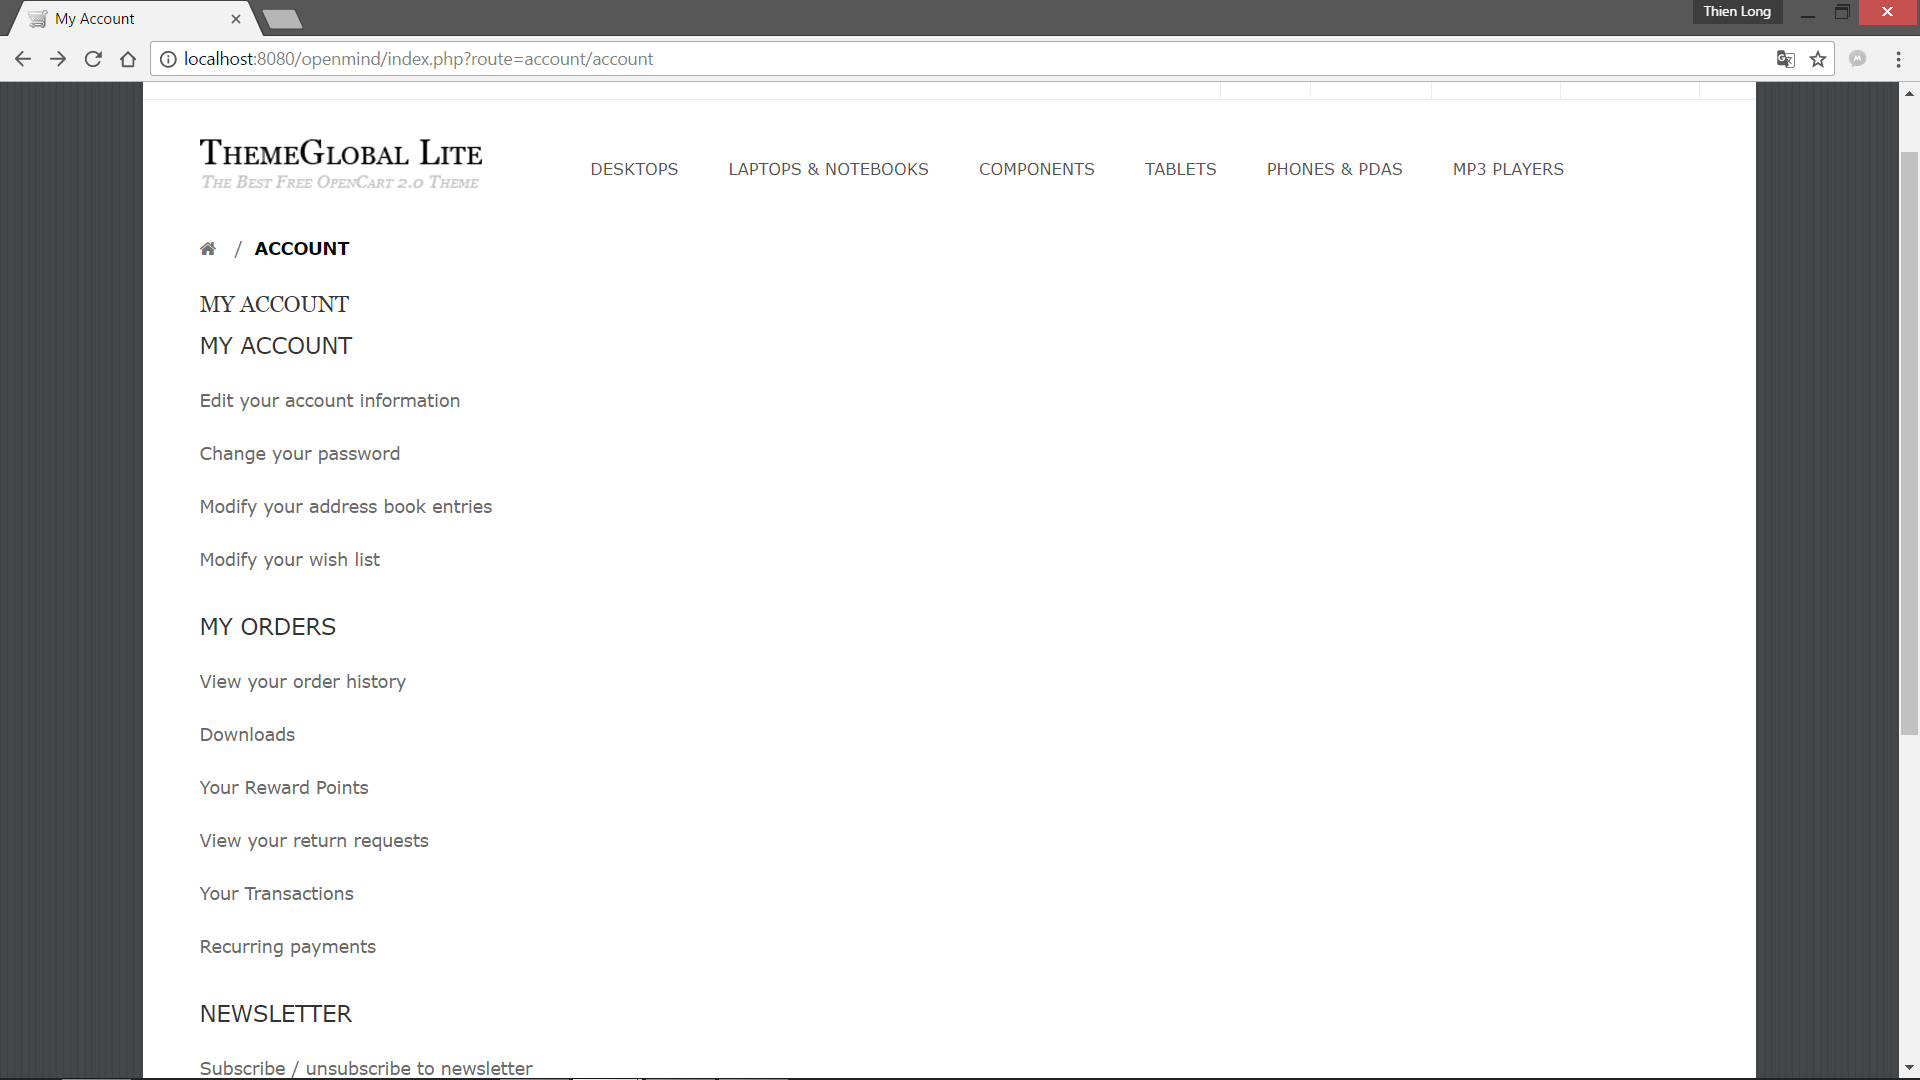 My Account
Thien Long
localhost:8080/openmind/index.php?route=account/account
THEMEGLOBAL LITE
THE BEST FREE OPENCART 2.0 THEME
DESKTOPS LAPTOPS & NOTEBOOKS COMPONENTS TABLETS PHONES & PDAS MP3 PLAYERS
/ ACCOUNT
MY ACCOUNT
MY ACCOUNT
Edit your account information
Change your password
Modify your address book entries
Modify your wish list
MY ORDERS
View your order history
Downloads
Your Reward Points
View your return requests
Your Transactions
Recurring payments
NEWSLETTER
Subscribe / unsubscribe to newsletter